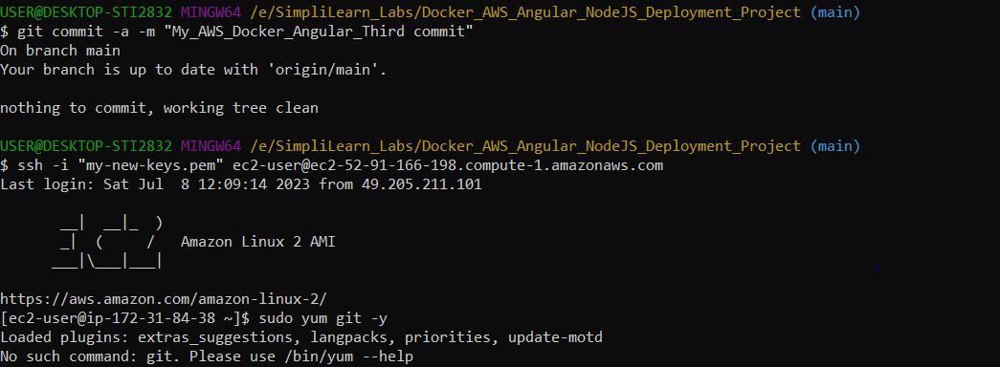 USER@DESKTOP-STI2832 MINGW64 /e/SimpliLearn_Labs/Docker_AWS_Angular_NodeJS_Deployment_Project (main)
$ git commit -a -m "My_AWS_Docker_Angular_Third commit"
On branch main
Your branch is up to date with 'origin/main'.
nothing to commit, working tree clean
USER@DESKTOP-STI2832 MINGW64 /e/SimpliLearn_Labs/Docker_AWS_Angular_NodeJS_Deployment_Project (main)
$ ssh -i "my-new-keys.pem" ec2-user@ec2-52-91-166-198.compute-1.amazonaws.com
Last login: Sat Jul  8 12:09:14 2023 from 49.205.211.101
       __|  __|_  )
       _|  (     /   Amazon Linux 2 AMI
      ___|\___|___|
https://aws.amazon.com/amazon-linux-2/
[ec2-user@ip-172-31-84-38 ~]$ sudo yum git -y
Loaded plugins: extras_suggestions, langpacks, priorities, update-motd
No such command: git. Please use /bin/yum --help